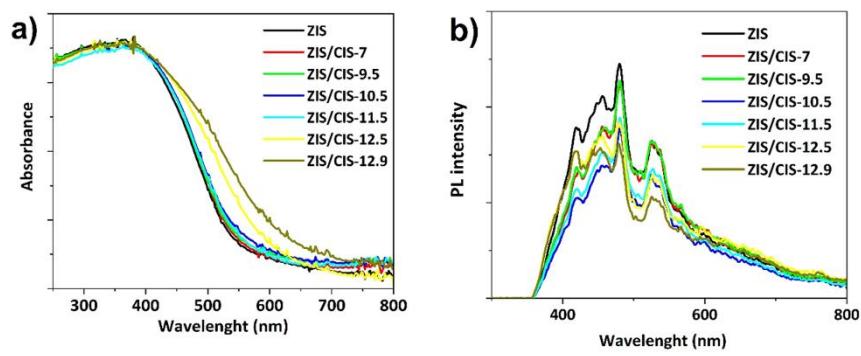 a)
Absorbance
ZIS
ZIS/CIS-7
ZIS/CIS-9.5
ZIS/CIS-10.5
ZIS/CIS-11.5
ZIS/CIS-12.5
ZIS/CIS-12.9
300 400 500 600 700 800
Wavelenght (nm)
b)
PL intensity
ZIS
ZIS/CIS-7
ZIS/CIS-9.5
ZIS/CIS-10.5
ZIS/CIS-11.5
ZIS/CIS-12.5
ZIS/CIS-12.9
400 600 800
Wavelenght (nm)